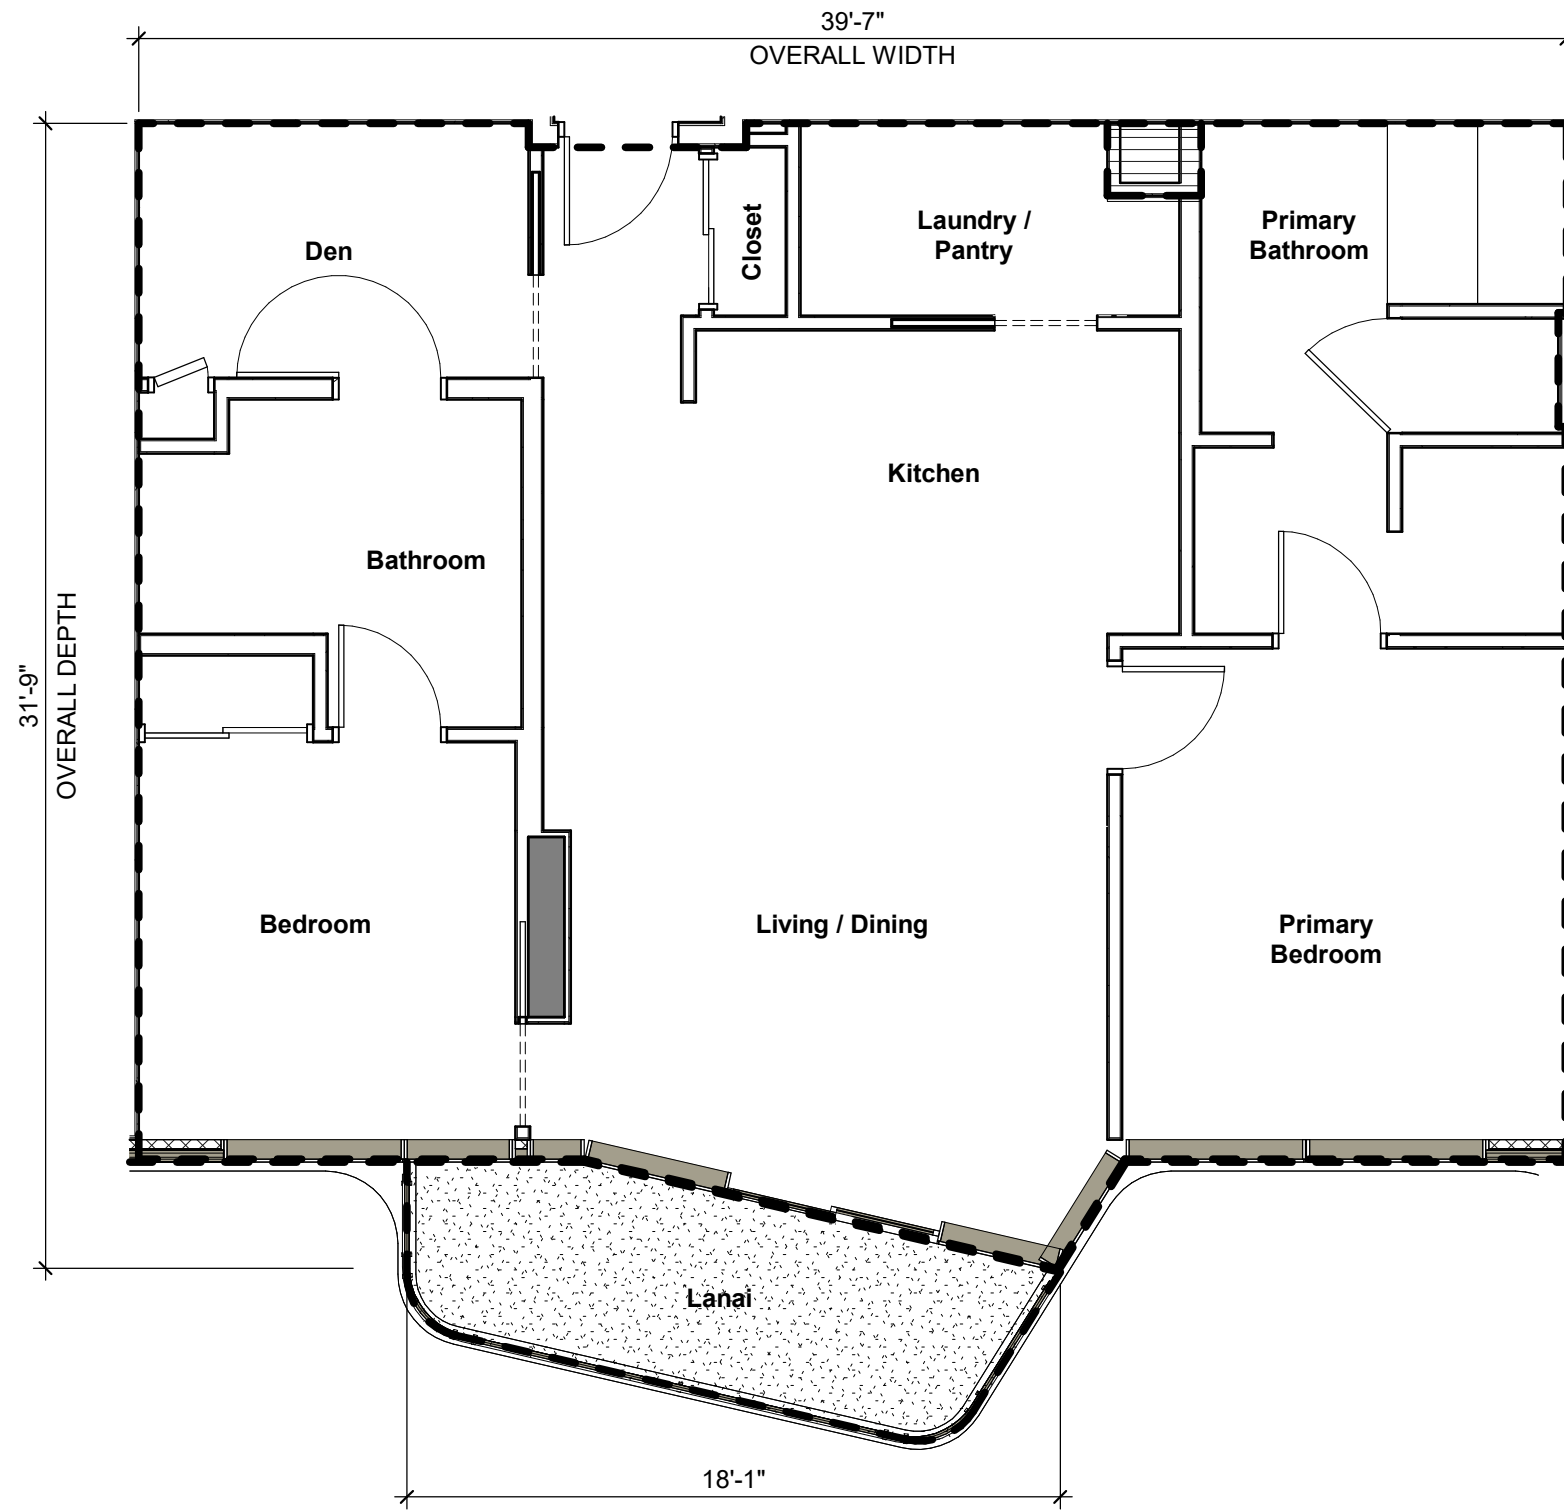 39'-7"
OVERALL WIDTH
Den
Closet
Laundry /
Pantry
Primary
Bathroom
Kitchen
Bathroom
31'-9"
OVERALL DEPTH
Bedroom
Living / Dining
Primary
Bedroom
Lanai
18'-1"